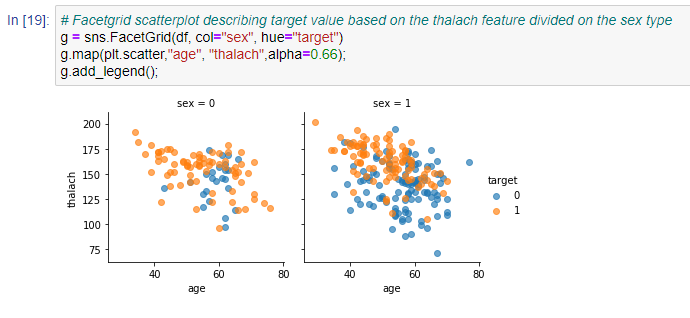 In [19]:
# Facetgrid scatterplot describing target value based on the thalach feature divided on the sex type
g = sns.FacetGrid(df, col="sex", hue="target")
g.map(plt.scatter,"age", "thalach",alpha=0.66);
g.add_legend();
sex = 0
sex = 1
200
175
150
125
100
75
thalach
40
60
80
age
40
60
80
age
target
0
1